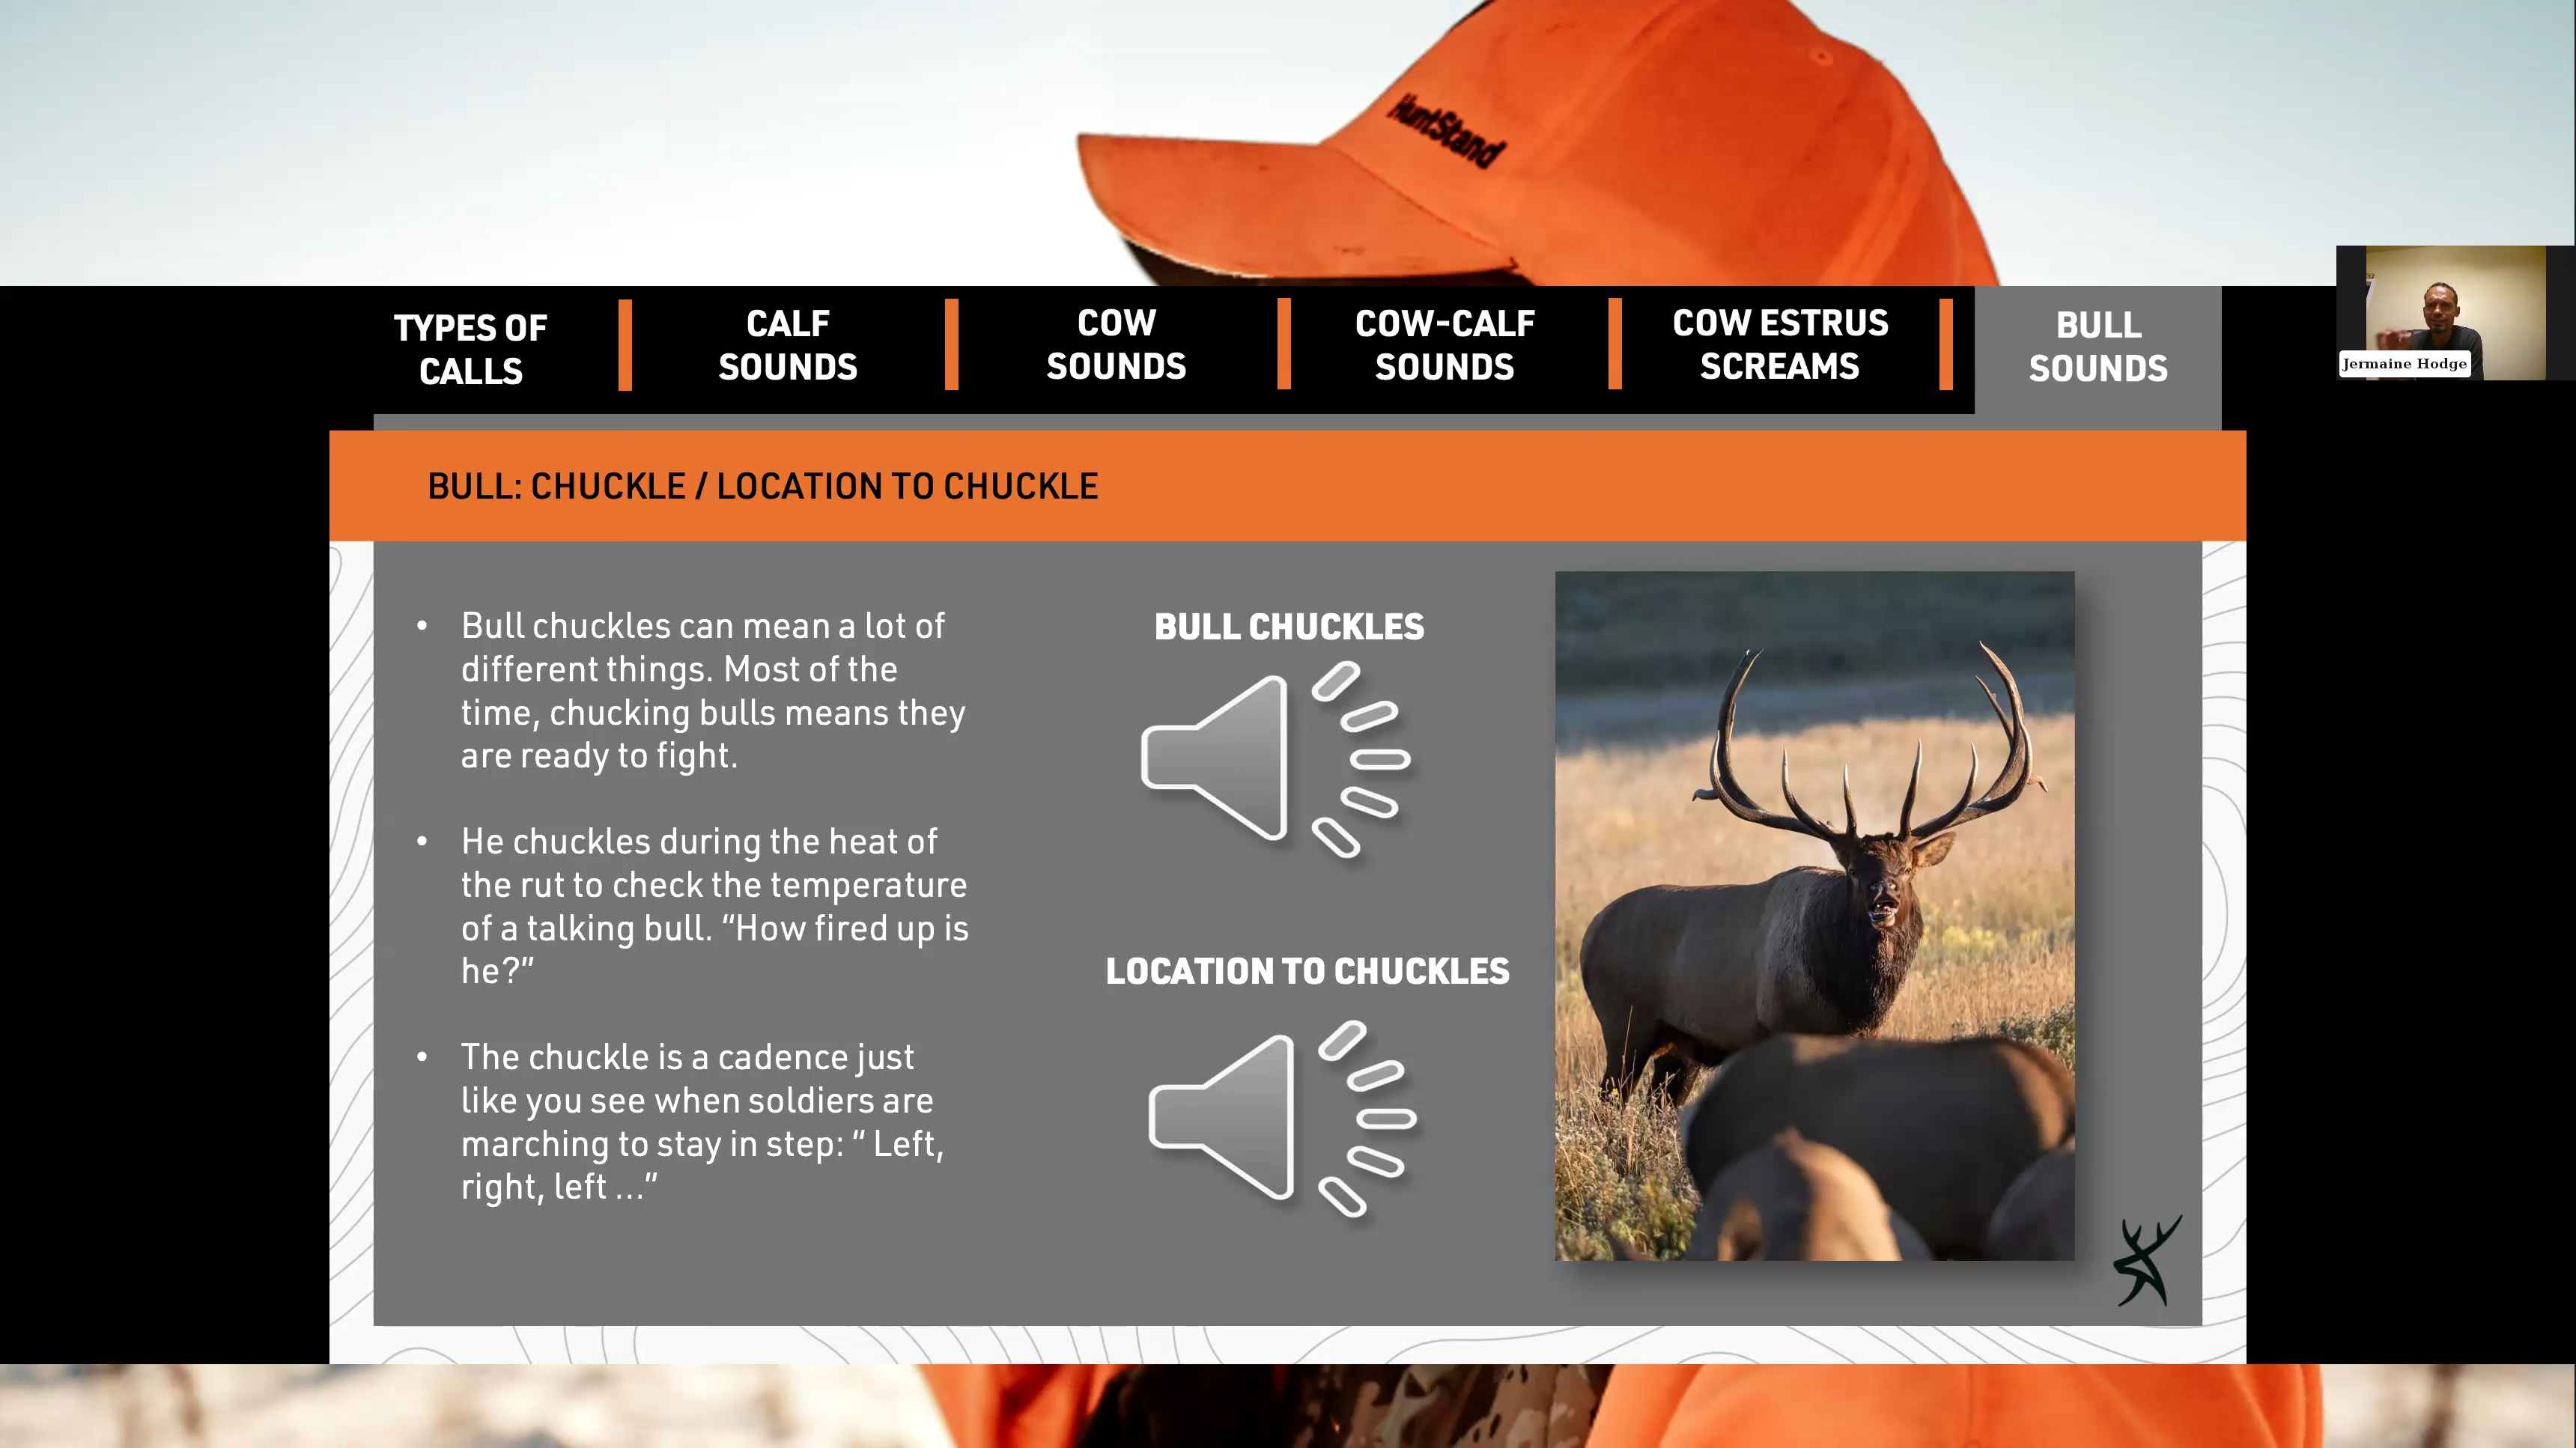 HuntStand
TYPES OF
CALLS
CALF
SOUNDS
COW
SOUNDS
COW-CALF
SOUNDS
COW ESTRUS
SCREAMS
BULL
SOUNDS
Jermaine Hodge
BULL: CHUCKLE / LOCATION TO CHUCKLE
• Bull chuckles can mean a lot of
different things. Most of the
time, chucking bulls means they
are ready to fight.
• He chuckles during the heat of
the rut to check the temperature
of a talking bull. “How fired up is
he?”
• The chuckle is a cadence just
like you see when soldiers are
marching to stay in step: “ Left,
right, left ...”
BULL CHUCKLES
LOCATION TO CHUCKLES